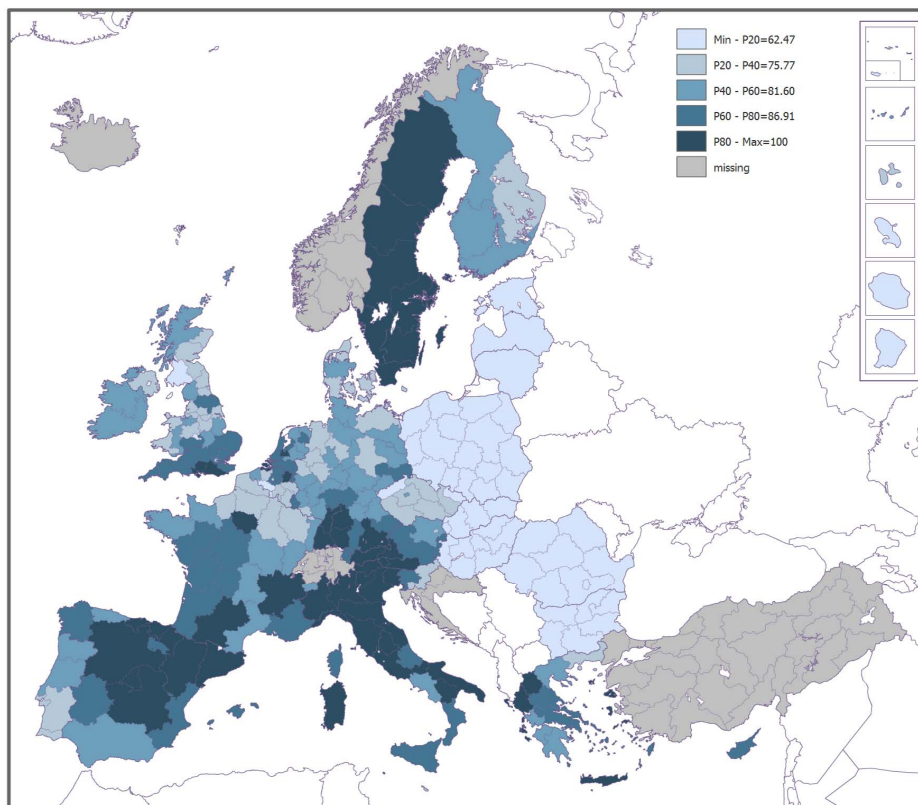 Min - P20=62.47
P20 - P40=75.77
P40 - P60=81.60
P60 - P80=86.91
P80 - Max=100
missing